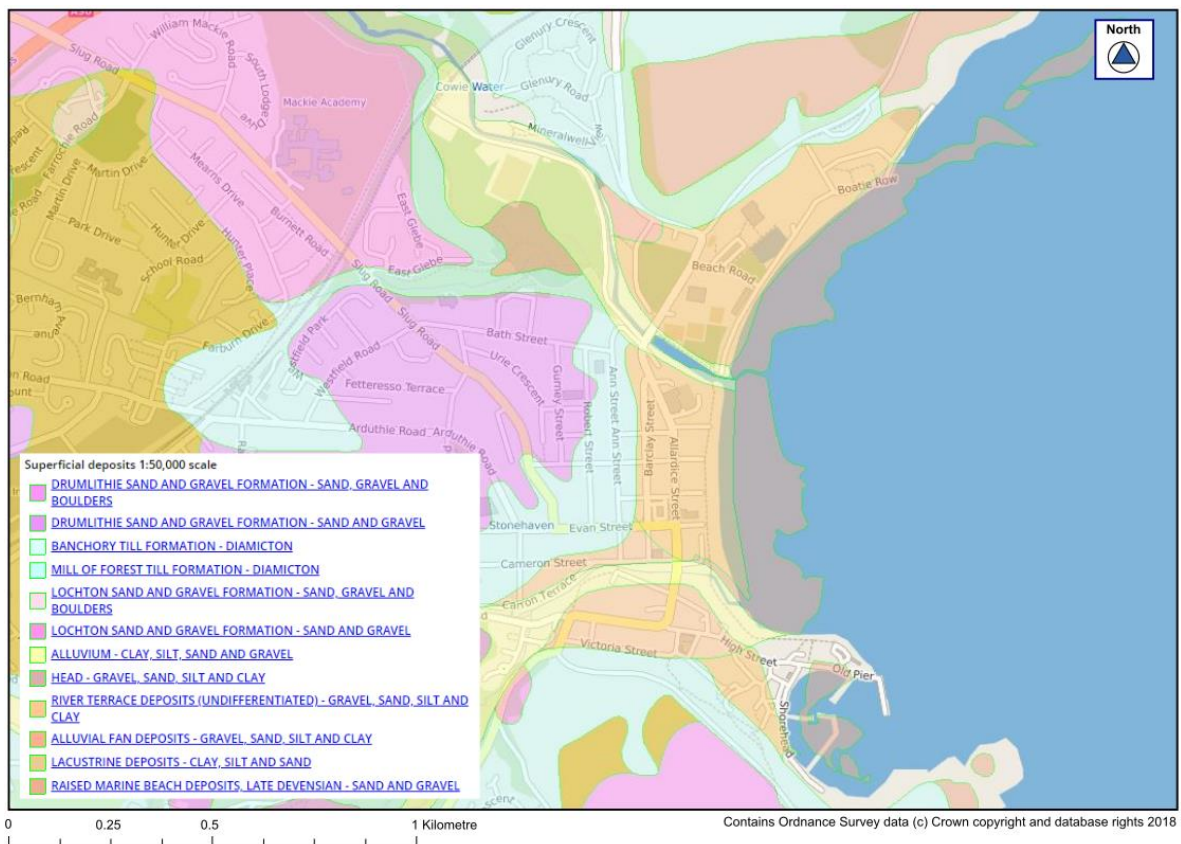 North
William Mackie Road
Slug Road
South Lodge Drive
Mackie Academy
Glenury Crescent
Cowie Water
Glenury Road
Mineralwell
Farrochie Road
Martin Drive
Martin Drive
Mearns Drive
Boatie Row
East Glebe
Park Drive
Hunter Drive
Burnett Road
School Road
Hunter Place
East Glebe
Beach Road
Slug Road
Slug Road
Farburn Drive
Westfield Park
Westfield Road
Bath Street
Urie Crescent
Fetteresso Terrace
Gurney Street
Robert Street
Ann Street
Ann Street
Barclay Street
Allardice Street
Arduthie Road
Arduthie Road
Stonehaven
Evan Street
Cameron Street
Carron Terrace
Victoria Street
High Street
Old Pier
Shorehead
Superficial deposits 1:50,000 scale
DRUMLITHIE SAND AND GRAVEL FORMATION - SAND, GRAVEL AND
BOULDERS
DRUMLITHIE SAND AND GRAVEL FORMATION - SAND AND GRAVEL
BANCHORY TILL FORMATION - DIAMICTON
MILL OF FOREST TILL FORMATION - DIAMICTON
LOCHTON SAND AND GRAVEL FORMATION - SAND, GRAVEL AND
BOULDERS
LOCHTON SAND AND GRAVEL FORMATION - SAND AND GRAVEL
ALLUVIUM - CLAY, SILT, SAND AND GRAVEL
HEAD - GRAVEL, SAND, SILT AND CLAY
RIVER TERRACE DEPOSITS (UNDIFFERENTIATED) - GRAVEL, SAND, SILT AND
CLAY
ALLUVIAL FAN DEPOSITS - GRAVEL, SAND, SILT AND CLAY
LACUSTRINE DEPOSITS - CLAY, SILT AND SAND
RAISED MARINE BEACH DEPOSITS, LATE DEVENSIAN - SAND AND GRAVEL
0 0.25 0.5 1 Kilometre
Contains Ordnance Survey data (c) Crown copyright and database rights 2018